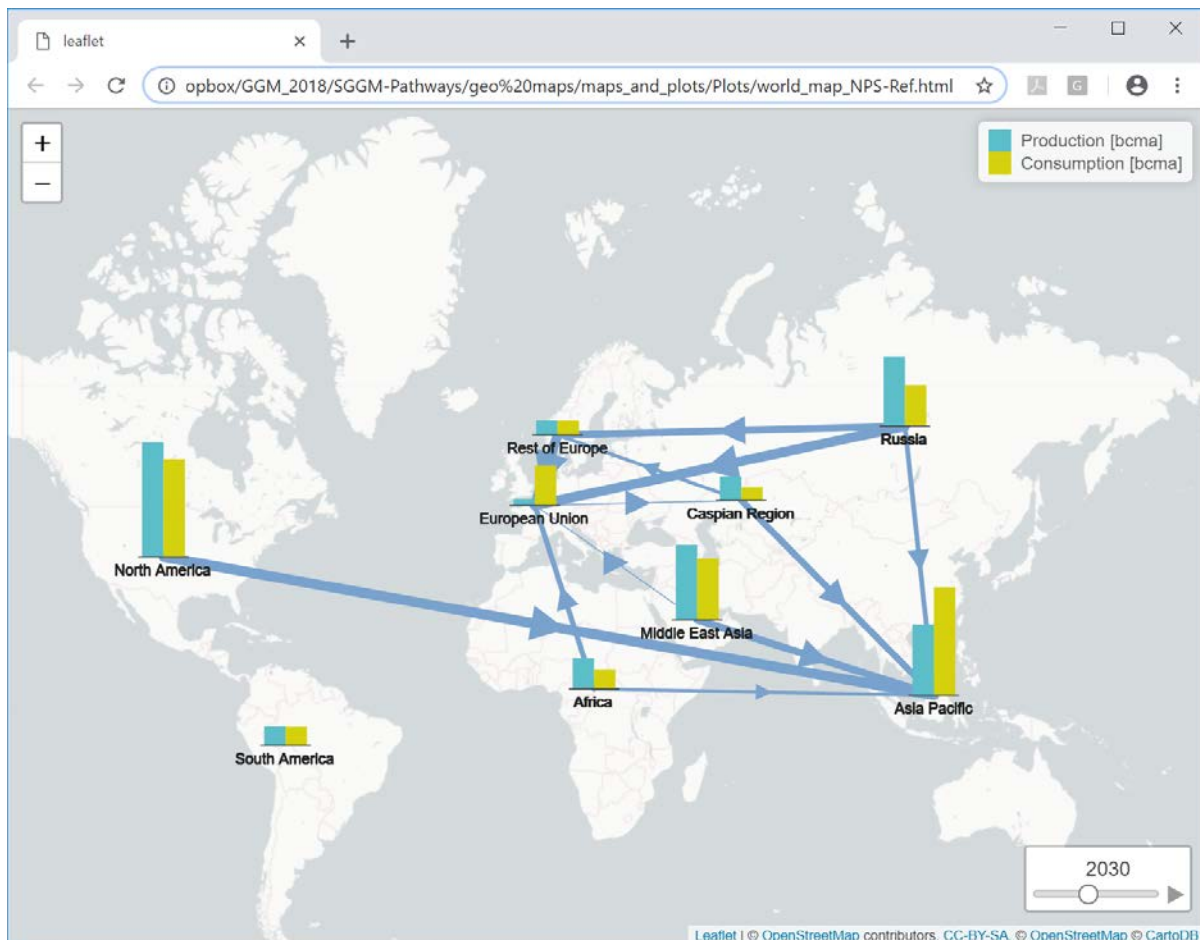 leaflet
opbox/GGM_2018/SGGM-Pathways/geo%20maps/maps_and_plots/Plots/world_map_NPS-Ref.html
G
+
−
Production [bcma]
Consumption [bcma]
Russia
Rest of Europe
European Union
Caspian Region
North America
Middle East Asia
Africa
Asia Pacific
South America
2030
Leaflet | © OpenStreetMap contributors, CC-BY-SA, © OpenStreetMap © CartoDB